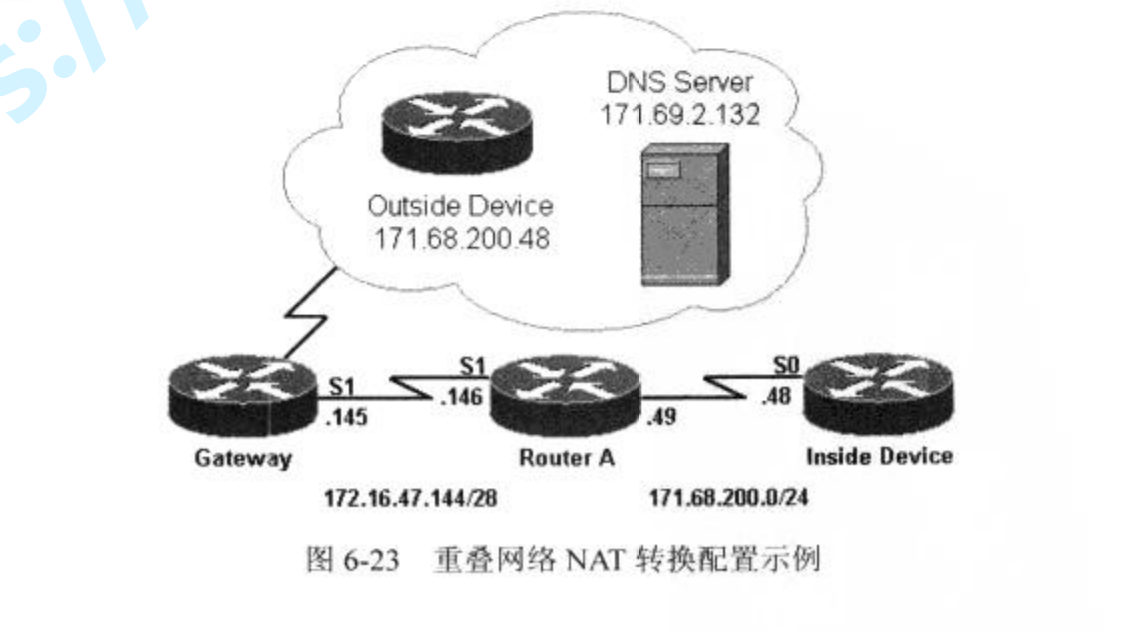 s:/
DNS Server
171.69.2.132
Outside Device
171.68.200.48
S1
.145
S1
.146
S0
.48
.49
Gateway
Router A
Inside Device
172.16.47.144/28
171.68.200.0/24
图 6-23 重叠网络 NAT 转换配置示例